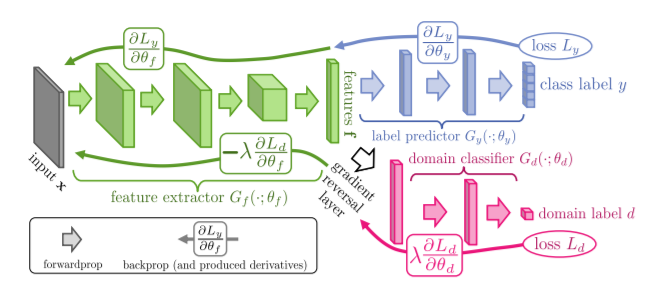 ∂L_y/∂θ_f
∂L_y/∂θ_y
loss L_y
features f
class label y
label predictor G_y(·; θ_y)
input x
−λ ∂L_d/∂θ_f
feature extractor G_f(·; θ_f)
gradient
reversal
layer
domain classifier G_d(·; θ_d)
domain label d
λ ∂L_d/∂θ_d
loss L_d
forwardprop
∂L_y/∂θ_f
backprop (and produced derivatives)